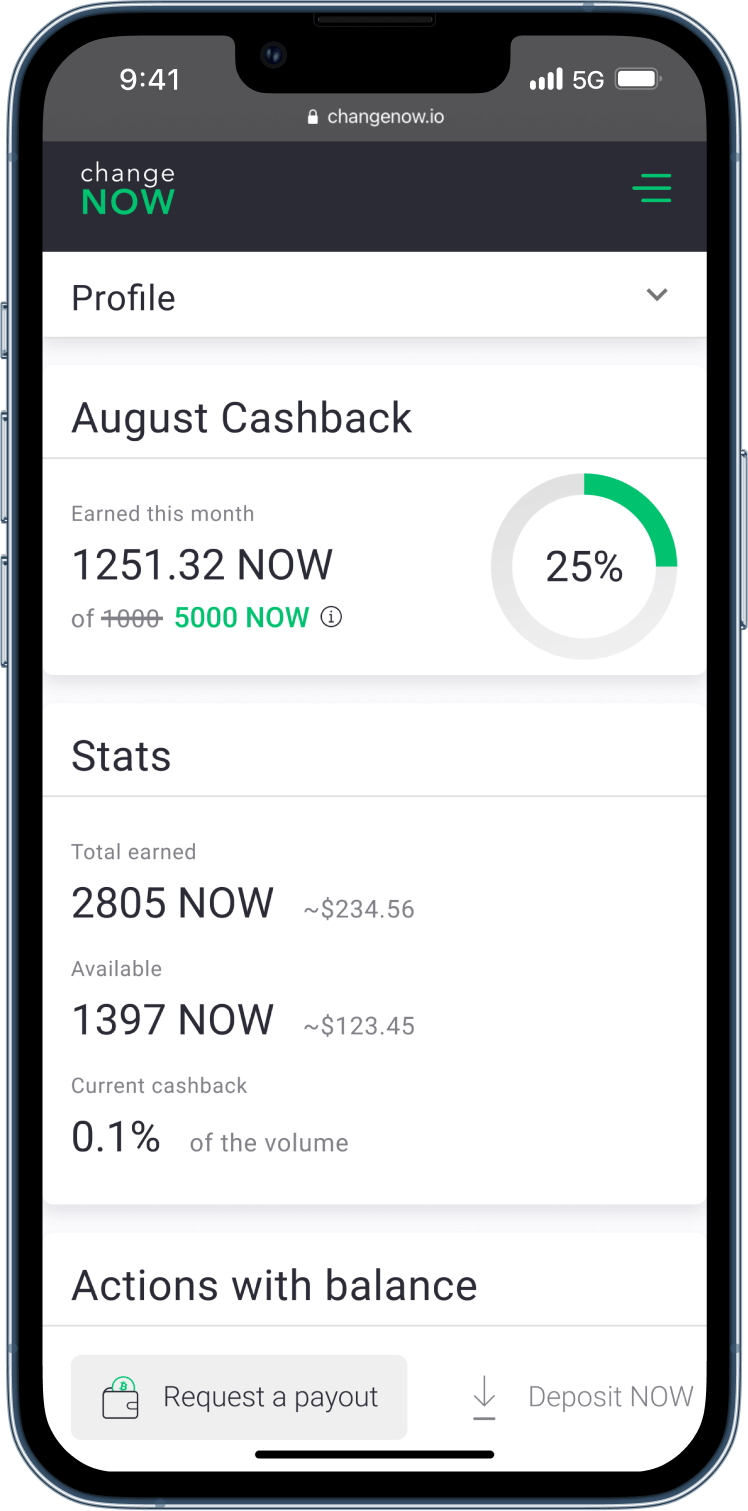 9:41
5G
changenow.io
change
NOW
Profile
August Cashback
Earned this month
1251.32 NOW
of 1000 5000 NOW
25%
Stats
Total earned
2805 NOW ~$234.56
Available
1397 NOW ~$123.45
Current cashback
0.1% of the volume
Actions with balance
Request a payout
Deposit NOW